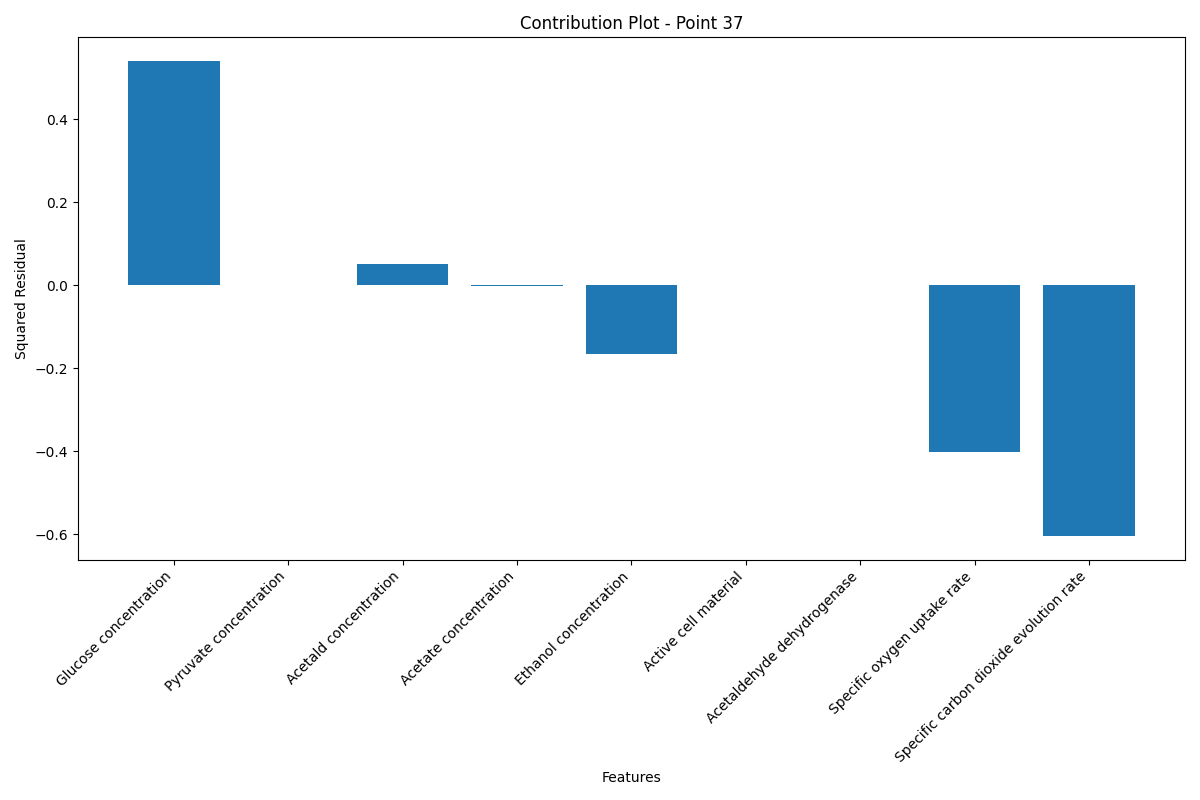 Contribution Plot - Point 37
Squared Residual
0.4
0.2
0.0
−0.2
−0.4
−0.6
Glucose concentration
Pyruvate concentration
Acetald concentration
Acetate concentration
Ethanol concentration
Active cell material
Acetaldehyde dehydrogenase
Specific oxygen uptake rate
Specific carbon dioxide evolution rate
Features